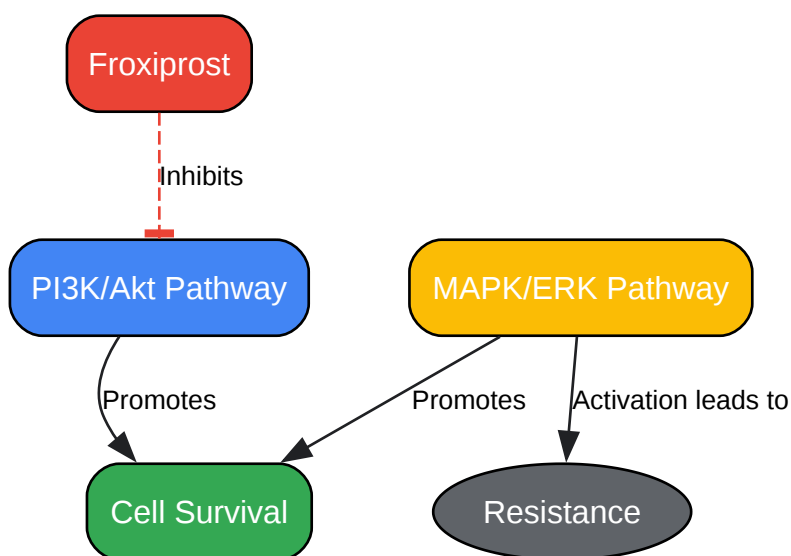 Froxiprost
Inhibits
PI3K/Akt Pathway
MAPK/ERK Pathway
Promotes
Promotes
Activation leads to
Cell Survival
Resistance